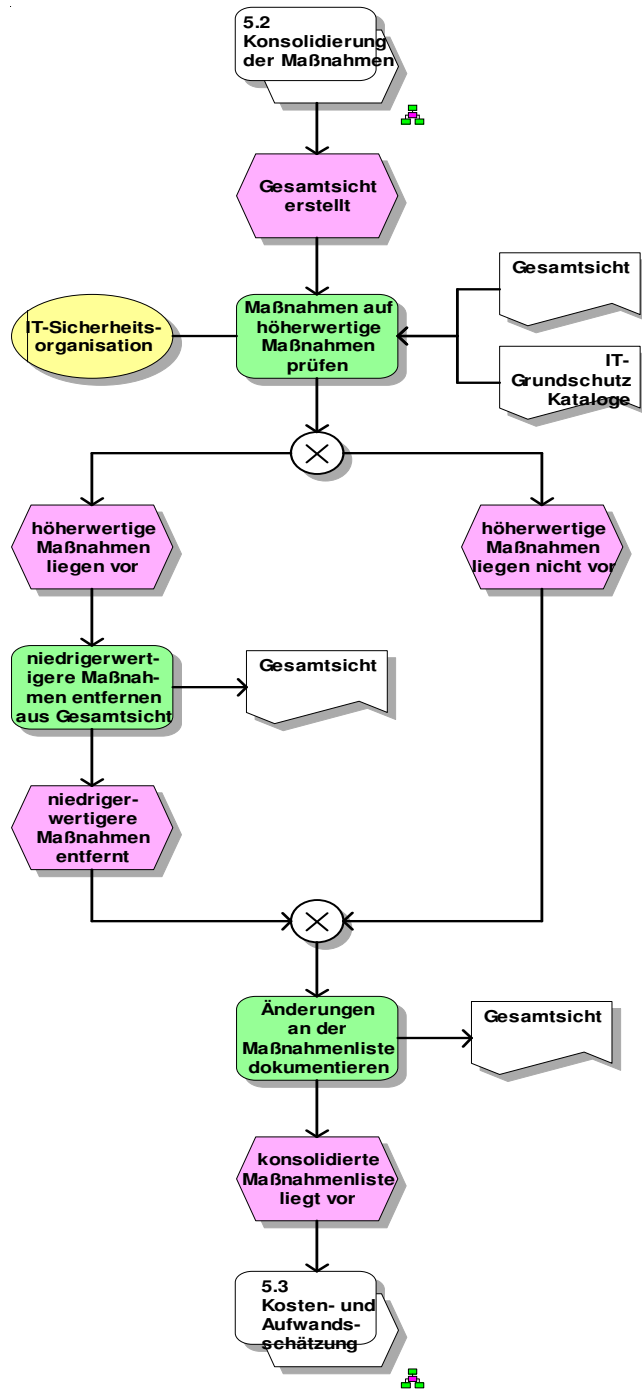 5.2
Konsolidierung
der Maßnahmen
Gesamtsicht
erstellt
Maßnahmen auf
höherwertige
Maßnahmen
prüfen
IT-Sicherheits-
organisation
Gesamtsicht
IT-
Grundschutz
Kataloge
höherwertige
Maßnahmen
liegen vor
höherwertige
Maßnahmen
liegen nicht vor
niedrigerwert-
igere Maßnah-
men entfernen
aus Gesamtsicht
Gesamtsicht
niedriger-
wertigere
Maßnahmen
entfernt
Änderungen
an der
Maßnahmenliste
dokumentieren
Gesamtsicht
konsolidierte
Maßnahmenliste
liegt vor
5.3
Kosten- und
Aufwands-
schätzung